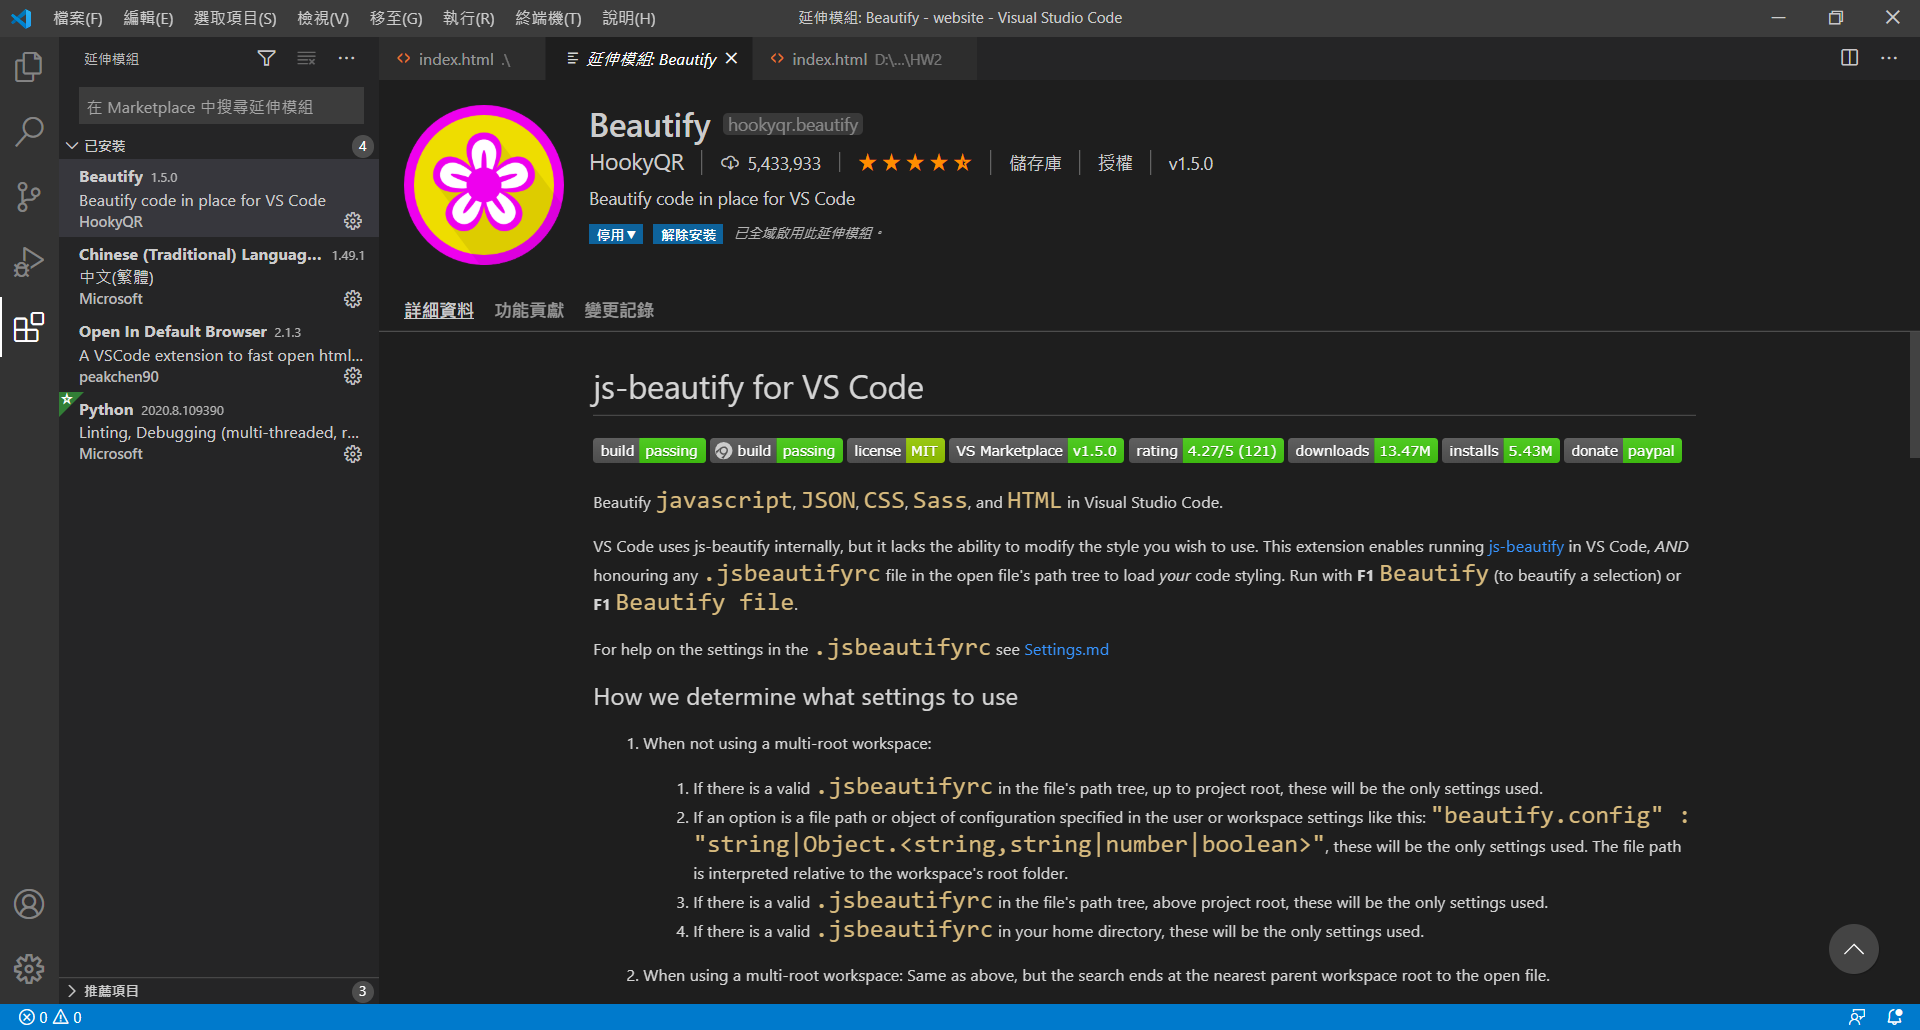 檔案(F) 編輯(E) 選取項目(S) 檢視(V) 移至(G) 執行(R) 終端機(T) 說明(H) 延伸模組: Beautify - website - Visual Studio Code
延伸模組
index.html .\ 延伸模組: Beautify index.html D:\...\HW2
在 Marketplace 中搜尋延伸模組
已安裝 4
Beautify 1.5.0
Beautify code in place for VS Code
HookyQR
Chinese (Traditional) Languag... 1.49.1
中文(繁體)
Microsoft
Open In Default Browser 2.1.3
A VSCode extension to fast open html...
peakchen90
Python 2020.8.109390
Linting, Debugging (multi-threaded, r...
Microsoft
推薦項目 3
Beautify hookyqr.beautify
HookyQR 5,433,933 儲存庫 授權 v1.5.0
Beautify code in place for VS Code
停用▼ 解除安裝 已全域啟用此延伸模組。
詳細資料 功能貢獻 變更記錄
js-beautify for VS Code
build passing build passing license MIT VS Marketplace v1.5.0 rating 4.27/5 (121) downloads 13.47M installs 5.43M donate paypal
Beautify javascript, JSON, CSS, Sass, and HTML in Visual Studio Code.
VS Code uses js-beautify internally, but it lacks the ability to modify the style you wish to use. This extension enables running js-beautify in VS Code, AND
honouring any .jsbeautifyrc file in the open file's path tree to load your code styling. Run with F1 Beautify (to beautify a selection) or
F1 Beautify file.
For help on the settings in the .jsbeautifyrc see Settings.md
How we determine what settings to use
1. When not using a multi-root workspace:
1. If there is a valid .jsbeautifyrc in the file's path tree, up to project root, these will be the only settings used.
2. If an option is a file path or object of configuration specified in the user or workspace settings like this: "beautify.config" :
"string|Object.<string,string|number|boolean>", these will be the only settings used. The file path
is interpreted relative to the workspace's root folder.
3. If there is a valid .jsbeautifyrc in the file's path tree, above project root, these will be the only settings used.
4. If there is a valid .jsbeautifyrc in your home directory, these will be the only settings used.
2. When using a multi-root workspace: Same as above, but the search ends at the nearest parent workspace root to the open file.
0 0